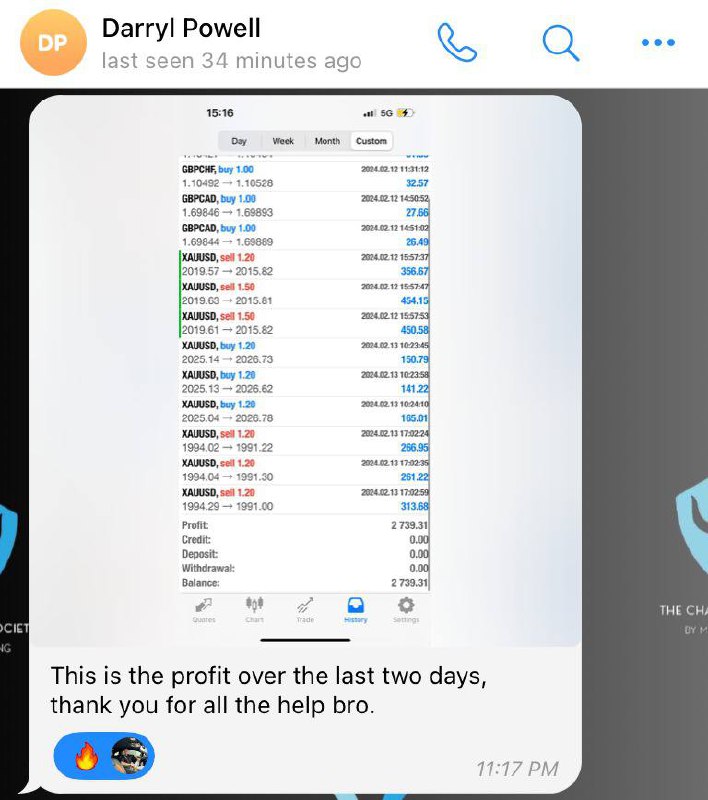 DP
Darryl Powell
last seen 34 minutes ago
15:16
5G
Day Week Month Custom
GBPCHF, buy 1.00 2024.02.12 11:31:12
1.10492 → 1.10528 32.57
GBPCAD, buy 1.00 2024.02.12 14:50:52
1.69846 → 1.69893 27.66
GBPCAD, buy 1.00 2024.02.12 14:51:02
1.69844 → 1.69889 26.49
XAUUSD, sell 1.20 2024.02.12 15:57:37
2019.57 → 2015.82 356.67
XAUUSD, sell 1.50 2024.02.12 15:57:47
2019.63 → 2015.81 454.15
XAUUSD, sell 1.50 2024.02.12 15:57:53
2019.61 → 2015.82 450.58
XAUUSD, buy 1.20 2024.02.13 10:23:45
2025.14 → 2026.73 150.79
XAUUSD, buy 1.20 2024.02.13 10:23:58
2025.13 → 2026.62 141.22
XAUUSD, buy 1.20 2024.02.13 10:24:10
2025.04 → 2026.78 165.01
XAUUSD, sell 1.20 2024.02.13 17:02:24
1994.02 → 1991.22 266.95
XAUUSD, sell 1.20 2024.02.13 17:02:35
1994.04 → 1991.30 261.22
XAUUSD, sell 1.20 2024.02.13 17:02:59
1994.29 → 1991.00 313.68
Profit: 2 739.31
Credit: 0.00
Deposit: 0.00
Withdrawal: 0.00
Balance: 2 739.31
Quotes Chart Trade History Settings
OCIET
NG
THE CHA
BY M
This is the profit over the last two days,
thank you for all the help bro.
11:17 PM